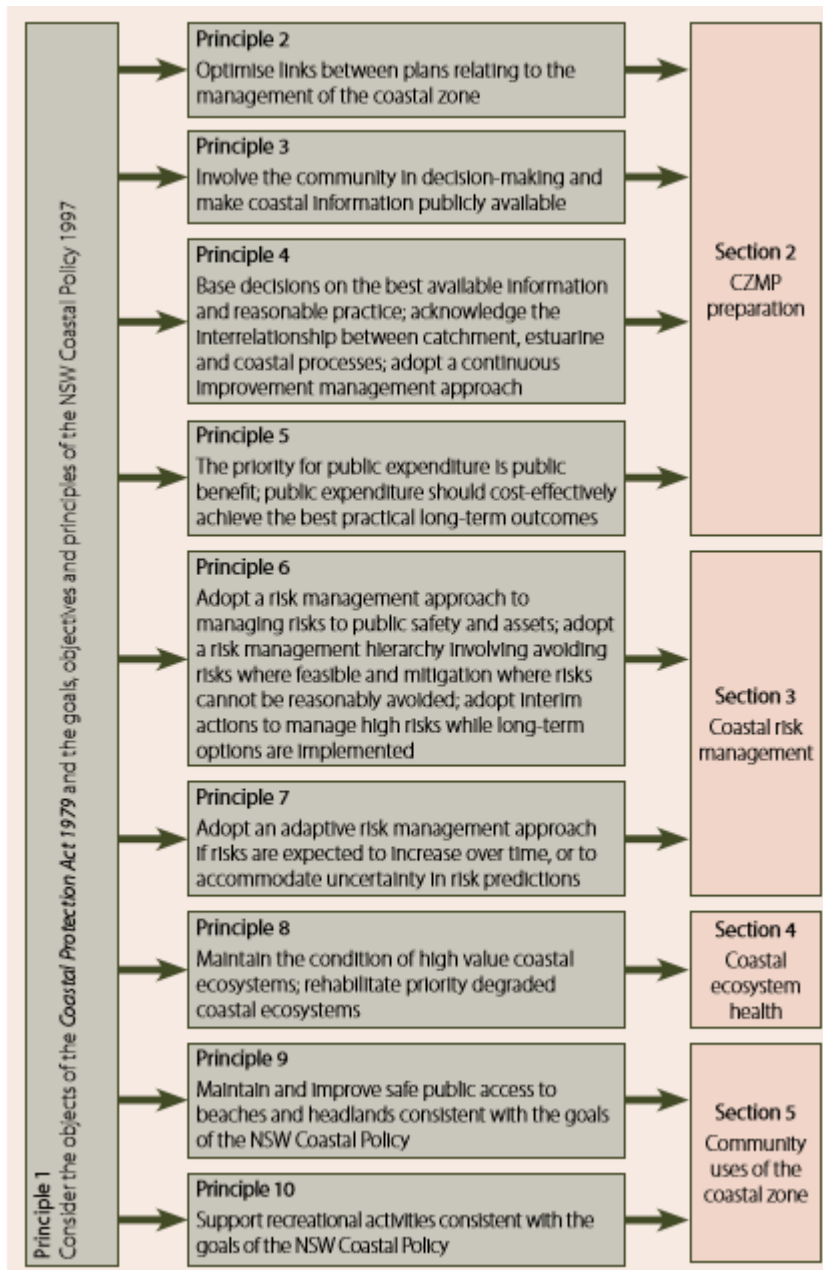 Principle 1
Consider the objects of the Coastal Protection Act 1979 and the goals, objectives and principles of the NSW Coastal Policy 1997
Principle 2
Optimise links between plans relating to the
management of the coastal zone
Principle 3
Involve the community in decision-making and
make coastal information publicly available
Principle 4
Base decisions on the best available information
and reasonable practice; acknowledge the
interrelationship between catchment, estuarine
and coastal processes; adopt a continuous
improvement management approach
Principle 5
The priority for public expenditure is public
benefit; public expenditure should cost-effectively
achieve the best practical long-term outcomes
Section 2
CZMP
preparation
Principle 6
Adopt a risk management approach to
managing risks to public safety and assets; adopt
a risk management hierarchy involving avoiding
risks where feasible and mitigation where risks
cannot be reasonably avoided; adopt interim
actions to manage high risks while long-term
options are implemented
Principle 7
Adopt an adaptive risk management approach
if risks are expected to increase over time, or to
accommodate uncertainty in risk predictions
Section 3
Coastal risk
management
Principle 8
Maintain the condition of high value coastal
ecosystems; rehabilitate priority degraded
coastal ecosystems
Section 4
Coastal
ecosystem
health
Principle 9
Maintain and improve safe public access to
beaches and headlands consistent with the goals
of the NSW Coastal Policy
Principle 10
Support recreational activities consistent with the
goals of the NSW Coastal Policy
Section 5
Community
uses of the
coastal zone